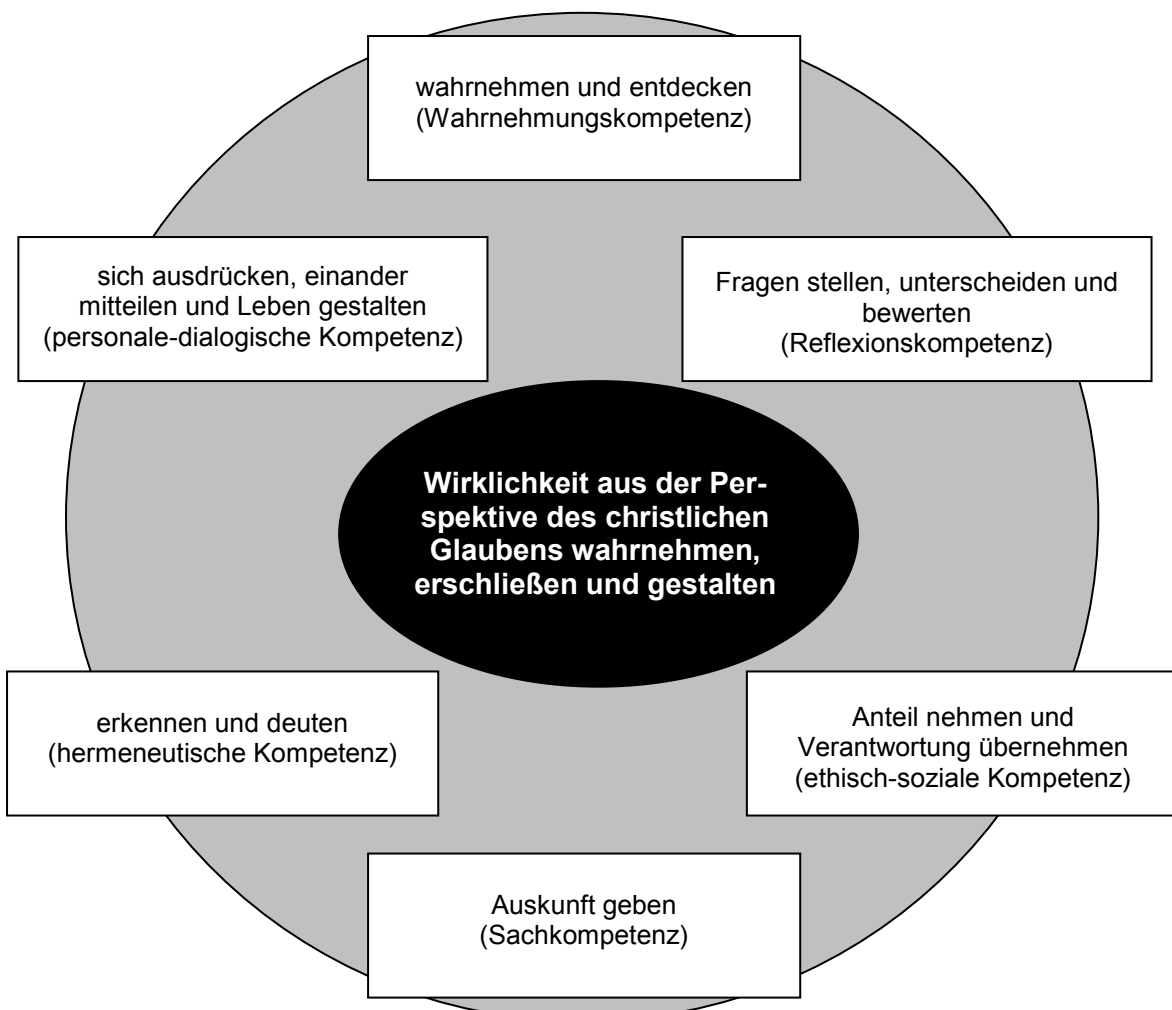 wahrnehmen und entdecken
(Wahrnehmungskompetenz)
sich ausdrücken, einander
mitteilen und Leben gestalten
(personale-dialogische Kompetenz)
Fragen stellen, unterscheiden und
bewerten
(Reflexionskompetenz)
Wirklichkeit aus der Per-
spektive des christlichen
Glaubens wahrnehmen,
erschließen und gestalten
erkennen und deuten
(hermeneutische Kompetenz)
Anteil nehmen und
Verantwortung übernehmen
(ethisch-soziale Kompetenz)
Auskunft geben
(Sachkompetenz)